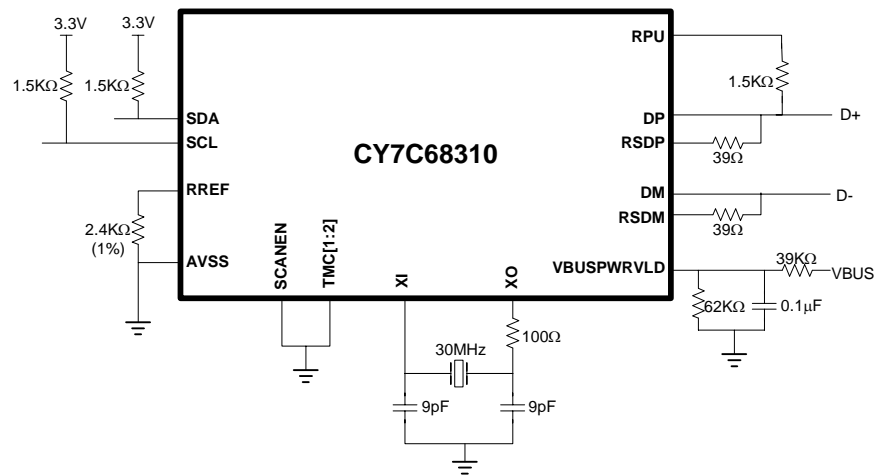 3.3V
3.3V
1.5KΩ
1.5KΩ
SDA
SCL
RREF
2.4KΩ
(1%)
AVSS
SCANEN
TMC[1:2]
XI
XO
CY7C68310
RPU
1.5KΩ
DP
D+
RSDP
39Ω
DM
D-
RSDM
39Ω
VBUSPWRVLD
39KΩ
VBUS
62KΩ
0.1µF
100Ω
30MHz
9pF
9pF